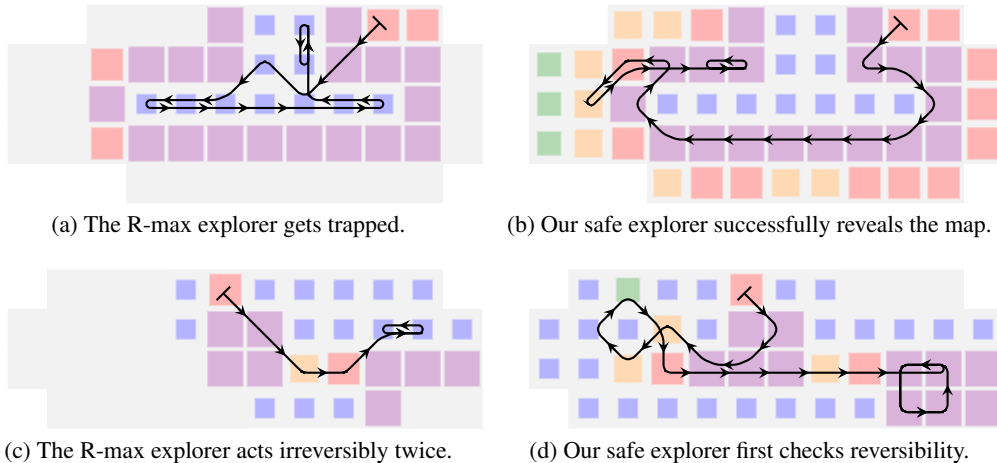 (a) The R-max explorer gets trapped.
(b) Our safe explorer successfully reveals the map.
(c) The R-max explorer acts irreversibly twice.
(d) Our safe explorer first checks reversibility.